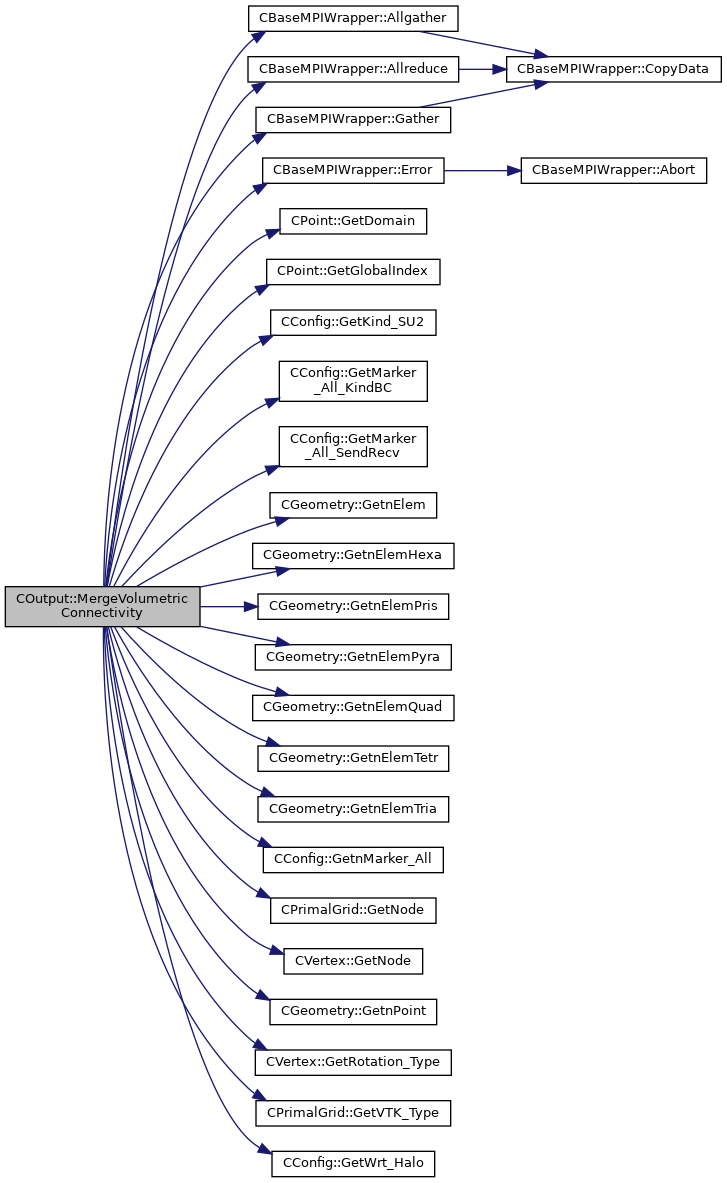 CBaseMPIWrapper::Allgather
CBaseMPIWrapper::Allreduce
CBaseMPIWrapper::CopyData
CBaseMPIWrapper::Gather
CBaseMPIWrapper::Error
CBaseMPIWrapper::Abort
CPoint::GetDomain
CPoint::GetGlobalIndex
CConfig::GetKind_SU2
CConfig::GetMarker
_All_KindBC
CConfig::GetMarker
_All_SendRecv
CGeometry::GetnElem
CGeometry::GetnElemHexa
COutput::MergeVolumetric
Connectivity
CGeometry::GetnElemPris
CGeometry::GetnElemPyra
CGeometry::GetnElemQuad
CGeometry::GetnElemTetr
CGeometry::GetnElemTria
CConfig::GetnMarker_All
CPrimalGrid::GetNode
CVertex::GetNode
CGeometry::GetnPoint
CVertex::GetRotation_Type
CPrimalGrid::GetVTK_Type
CConfig::GetWrt_Halo